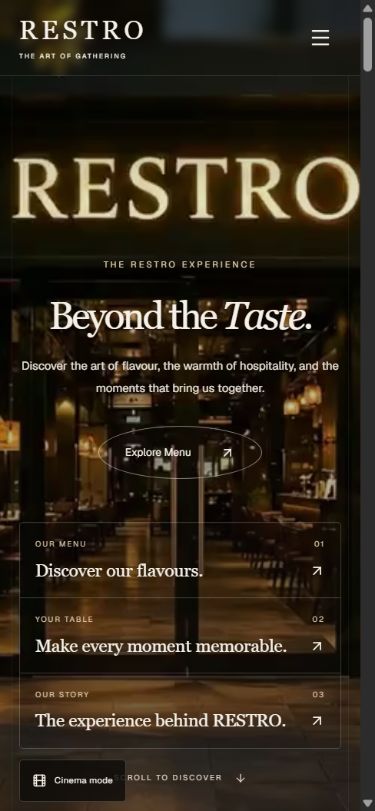 RESTRO
THE ART OF GATHERING
RESTRO
THE RESTRO EXPERIENCE
Beyond the Taste.
Discover the art of flavour, the warmth of hospitality, and the
moments that bring us together.
Explore Menu
OUR MENU 01
Discover our flavours.
YOUR TABLE 02
Make every moment memorable.
OUR STORY 03
The experience behind RESTRO.
Cinema mode
SCROLL TO DISCOVER